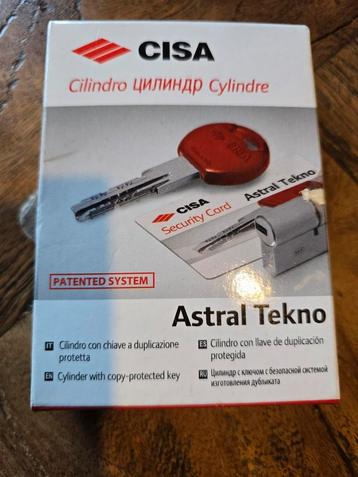 CISA
Cilindro ЦИЛИНДР Cylindre
CISA
Security Card
Astral Tekno
PATENTED SYSTEM
Astral Tekno
IT Cilindro con chiave a duplicazione
protetta
ES Cilindro con llave de duplicación
protegida
EN Cylinder with copy-protected key
RU Цилиндр с ключом с безопасной системой
изготовления дубликата